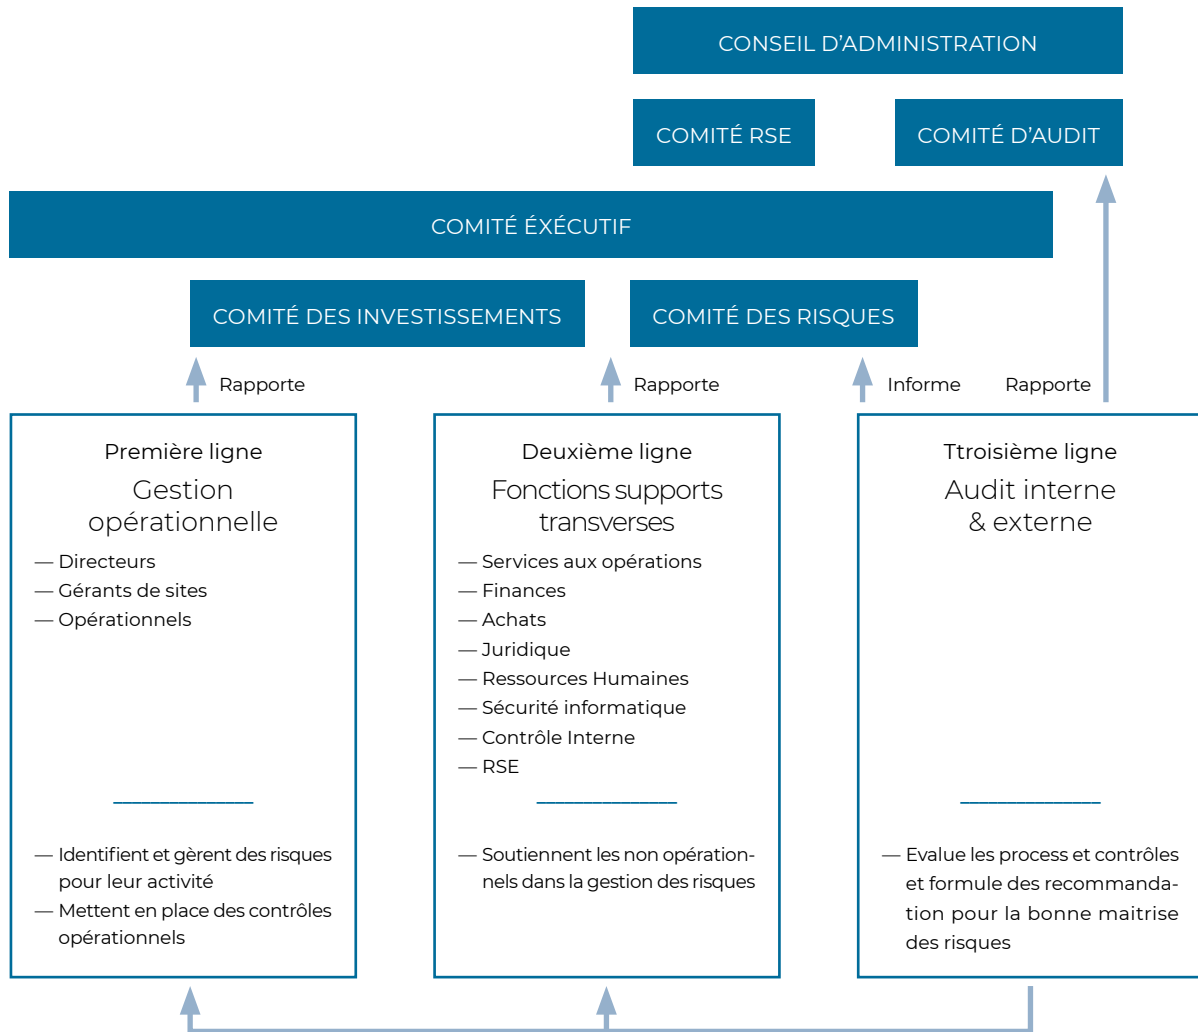 CONSEIL D’ADMINISTRATION
COMITÉ RSE
COMITÉ D’AUDIT
COMITÉ ÉXÉCUTIF
COMITÉ DES INVESTISSEMENTS
COMITÉ DES RISQUES
Rapporte
Rapporte
Informe
Rapporte
Première ligne
Gestion
opérationnelle
— Directeurs
— Gérants de sites
— Opérationnels
— Identifient et gèrent des risques
pour leur activité
— Mettent en place des contrôles
opérationnels
Deuxième ligne
Fonctions supports
transverses
— Services aux opérations
— Finances
— Achats
— Juridique
— Ressources Humaines
— Sécurité informatique
— Contrôle Interne
— RSE
— Soutiennent les non opération-
nels dans la gestion des risques
Ttroisième ligne
Audit interne
& externe
— Evalue les process et contrôles
et formule des recommanda-
tion pour la bonne maitrise
des risques